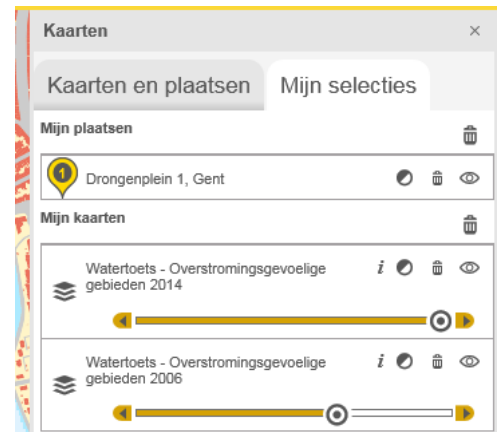 Kaarten ×
Kaarten en plaatsen Mijn selecties
Mijn plaatsen
1 Drongenplein 1, Gent
Mijn kaarten
Watertoets - Overstromingsgevoelige i
gebieden 2014
Watertoets - Overstromingsgevoelige i
gebieden 2006